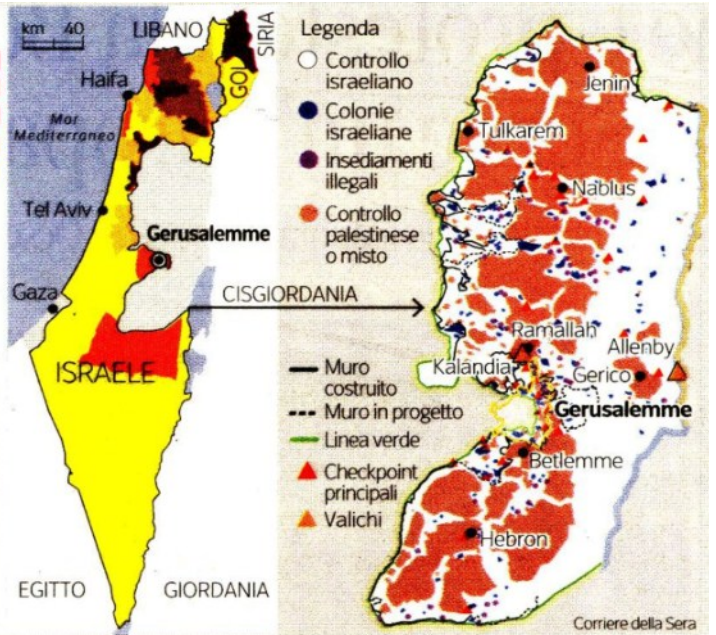 km 40
LIBANO
SIRIA
Haifa
GOL
Mar
Mediterraneo
Tel Aviv
Gerusalemme
Gaza
CISGIORDANIA
ISRAELE
EGITTO
GIORDANIA
Legenda
Controllo
israeliano
Colonie
israeliane
Insediamenti
illegali
Controllo
palestinese
o misto
Muro
costruito
Muro in progetto
Linea verde
Checkpoint
principali
Valichi
Jenin
Tulkarem
Nablus
Ramallah
Allenby
Kalandia
Gerico
Gerusalemme
Betlemme
Hebron
Corriere della Sera